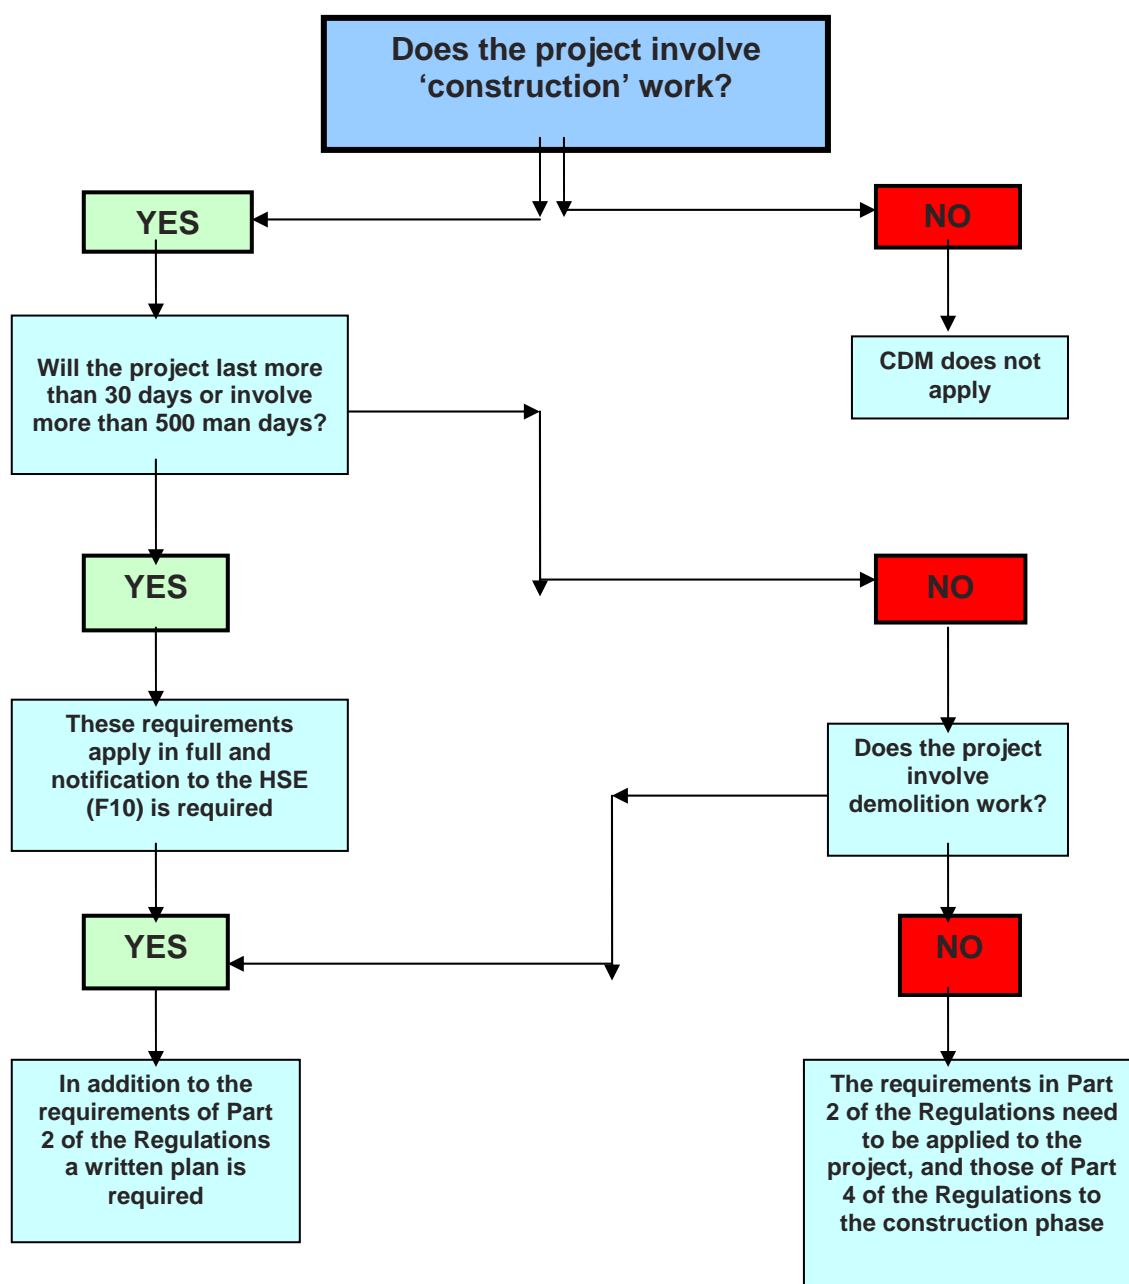 Does the project involve
‘construction’ work?
YES
NO
Will the project last more
than 30 days or involve
more than 500 man days?
CDM does not
apply
YES
NO
These requirements
apply in full and
notification to the HSE
(F10) is required
Does the project
involve
demolition work?
YES
NO
In addition to the
requirements of Part
2 of the Regulations
a written plan is
required
The requirements in Part
2 of the Regulations need
to be applied to the
project, and those of Part
4 of the Regulations to
the construction phase